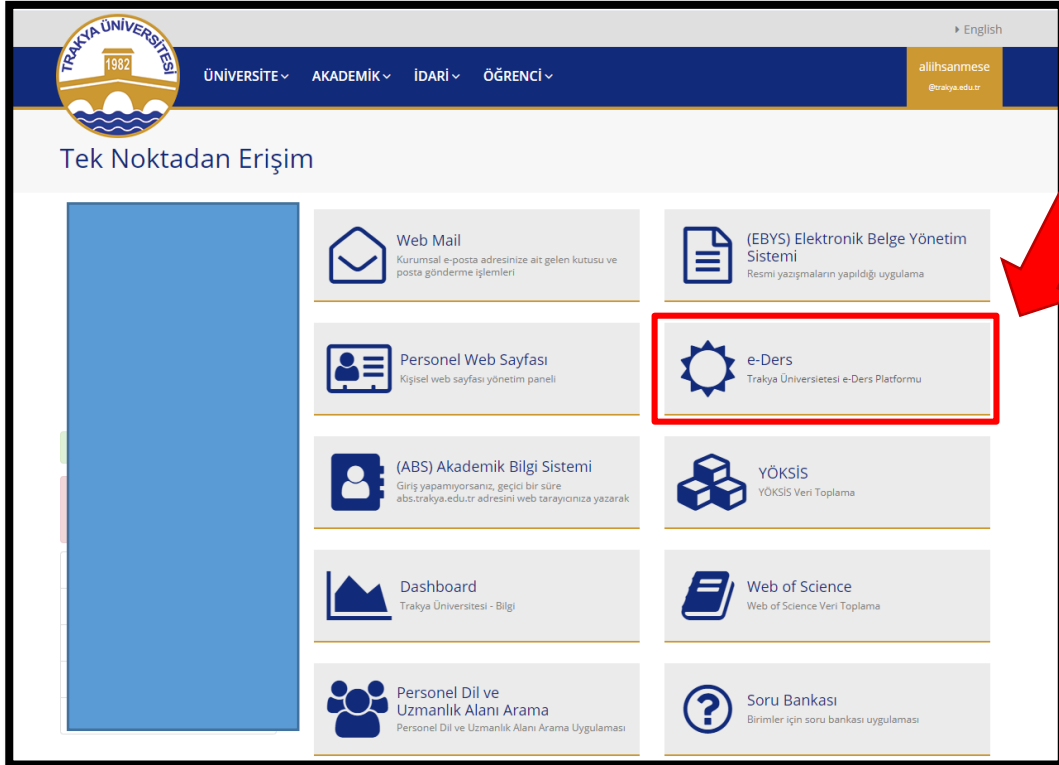 English
TRAKYA ÜNİVERSİTESİ
1982
ÜNİVERSİTE
AKADEMİK
İDARİ
ÖĞRENCİ
aliihsanmese
@trakya.edu.tr
Tek Noktadan Erişim
Web Mail
Kurumsal e-posta adresinize ait gelen kutusu ve
posta gönderme işlemleri
(EBYS) Elektronik Belge Yönetim
Sistemi
Resmi yazışmaların yapıldığı uygulama
Personel Web Sayfası
Kişisel web sayfası yönetim paneli
e-Ders
Trakya Üniversietesi e-Ders Platformu
(ABS) Akademik Bilgi Sistemi
Giriş yapamıyorsanız, geçici bir süre
abs.trakya.edu.tr adresini web tarayıcınıza yazarak
YÖKSİS
YÖKSİS Veri Toplama
Dashboard
Trakya Üniversitesi - Bilgi
Web of Science
Web of Science Veri Toplama
Personel Dil ve
Uzmanlık Alanı Arama
Personel Dil ve Uzmanlık Alanı Arama Uygulaması
Soru Bankası
Birimler için soru bankası uygulaması